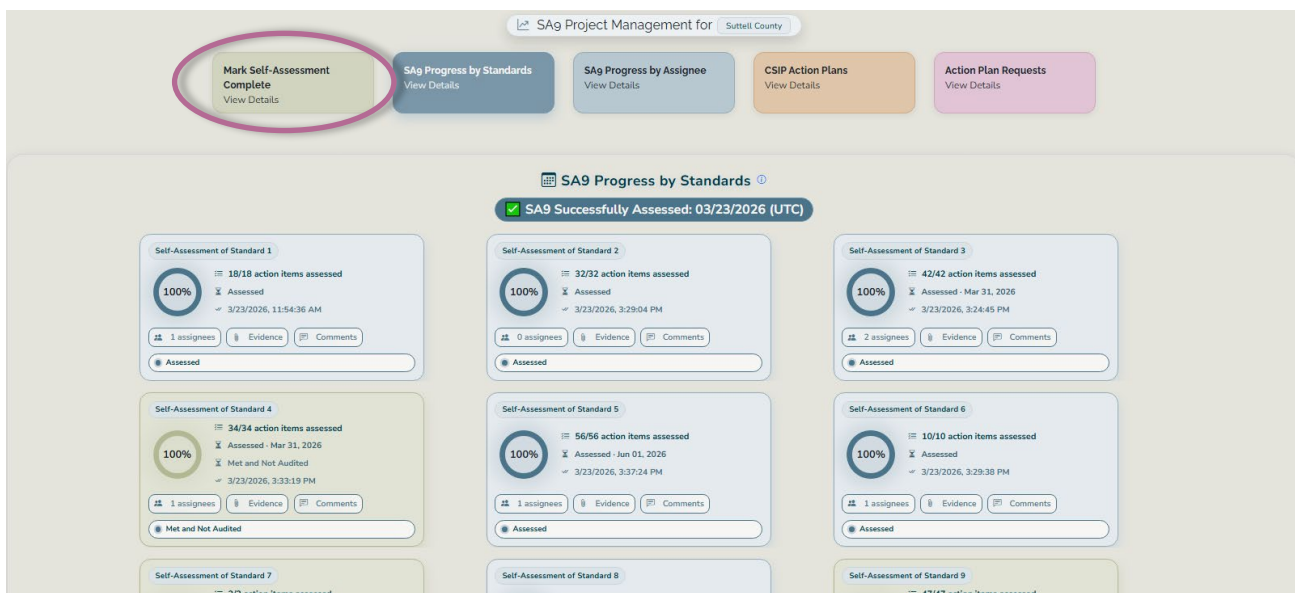 SA9 Project Management for Suttell County
Mark Self-Assessment
Complete
View Details
SA9 Progress by Standards
View Details
SA9 Progress by Assignee
View Details
CSIP Action Plans
View Details
Action Plan Requests
View Details
SA9 Progress by Standards
SA9 Successfully Assessed: 03/23/2026 (UTC)
Self-Assessment of Standard 1
100%
18/18 action items assessed
Assessed
3/23/2026, 11:54:36 AM
1 assignees Evidence Comments
Assessed
Self-Assessment of Standard 2
100%
32/32 action items assessed
Assessed
3/23/2026, 3:29:04 PM
0 assignees Evidence Comments
Assessed
Self-Assessment of Standard 3
100%
42/42 action items assessed
Assessed - Mar 31, 2026
3/23/2026, 3:24:45 PM
2 assignees Evidence Comments
Assessed
Self-Assessment of Standard 4
100%
34/34 action items assessed
Assessed - Mar 31, 2026
Met and Not Audited
3/23/2026, 3:33:19 PM
1 assignees Evidence Comments
Met and Not Audited
Self-Assessment of Standard 5
100%
56/56 action items assessed
Assessed - Jun 01, 2026
3/23/2026, 3:37:24 PM
1 assignees Evidence Comments
Assessed
Self-Assessment of Standard 6
100%
10/10 action items assessed
Assessed
3/23/2026, 3:29:38 PM
1 assignees Evidence Comments
Assessed
Self-Assessment of Standard 7
action items assessed
Self-Assessment of Standard 8
Self-Assessment of Standard 9
47/47 action items assessed